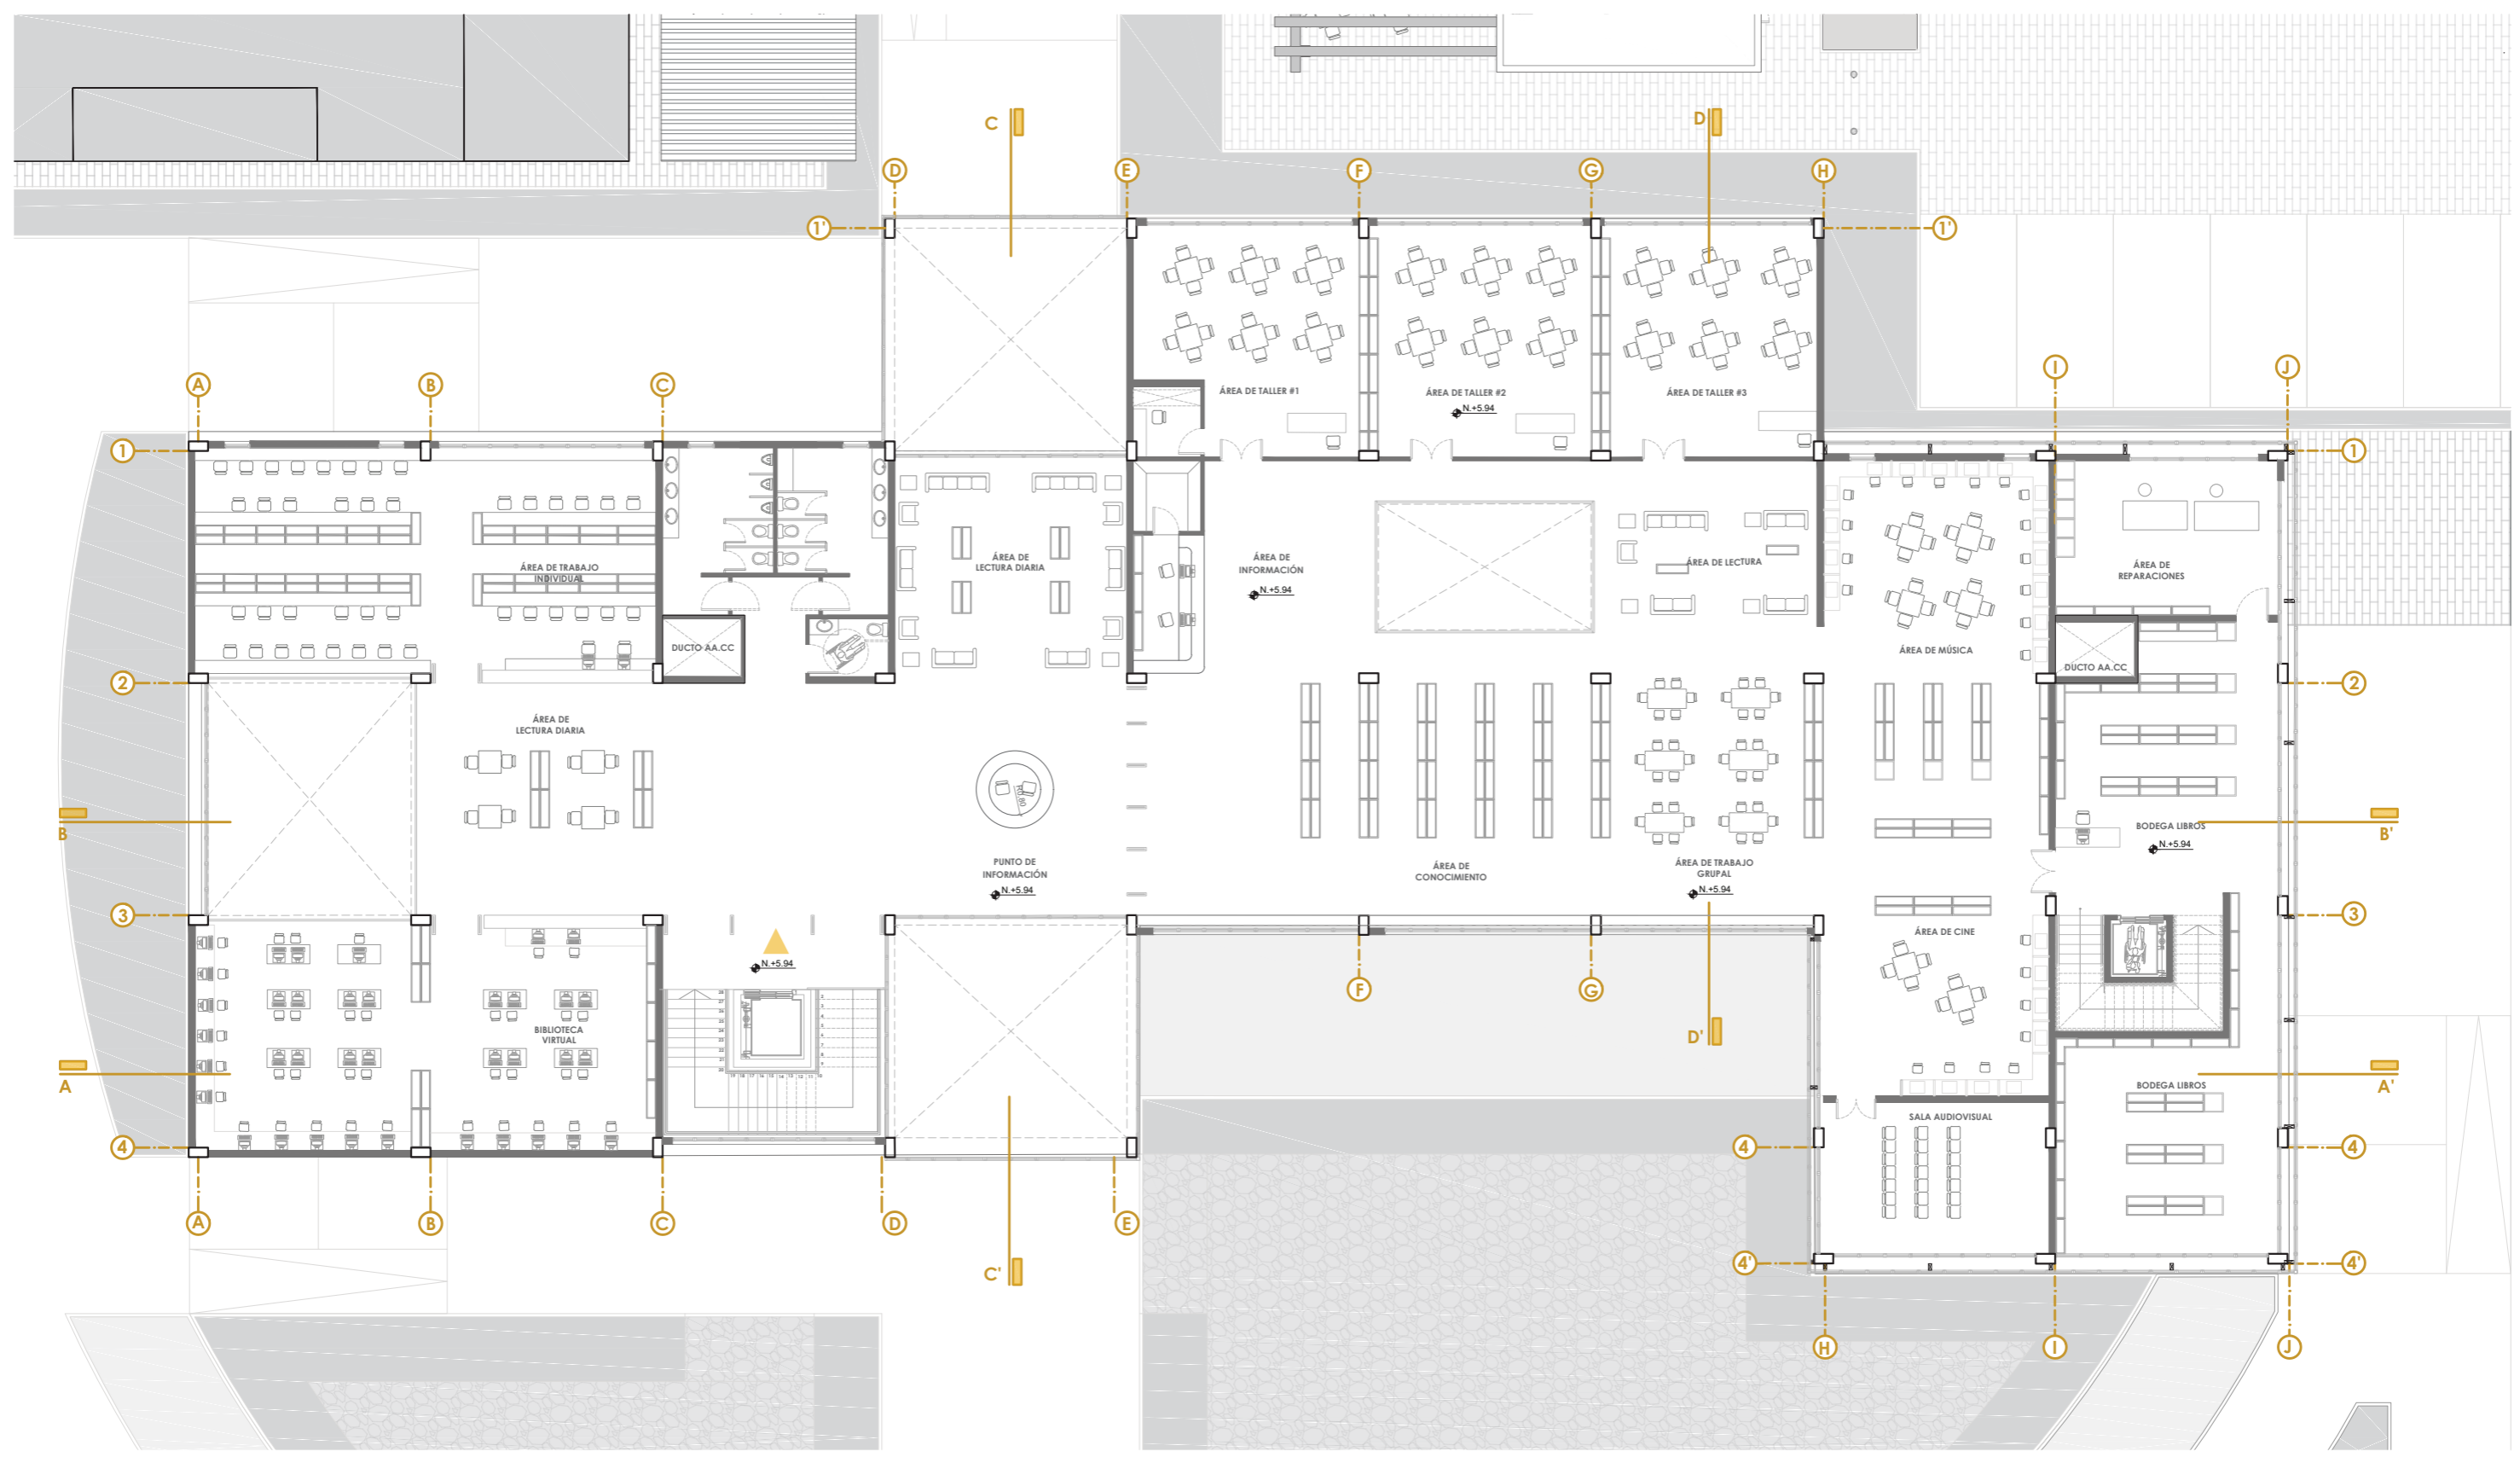 C
D
D
E
F
G
H
1'
1'
A
B
C
I
J
1
1
ÁREA DE TALLER #1
ÁREA DE TALLER #2
N.+5.94
ÁREA DE TALLER #3
ÁREA DE TRABAJO
INDIVIDUAL
ÁREA DE
LECTURA DIARIA
ÁREA DE
INFORMACIÓN
N.+5.94
ÁREA DE LECTURA
ÁREA DE
REPARACIONES
DUCTO AA.CC
ÁREA DE MÚSICA
DUCTO AA.CC
2
2
ÁREA DE
LECTURA DIARIA
R0.80
B
B'
BODEGA LIBROS
N.+5.94
PUNTO DE
INFORMACIÓN
N.+5.94
ÁREA DE
CONOCIMIENTO
ÁREA DE TRABAJO
GRUPAL
N.+5.94
3
3
ÁREA DE CINE
N.+5.94
F
G
BIBLIOTECA
VIRTUAL
D'
A
A'
BODEGA LIBROS
SALA AUDIOVISUAL
4
4
4
A
B
C
D
E
C'
4'
4'
H
I
J